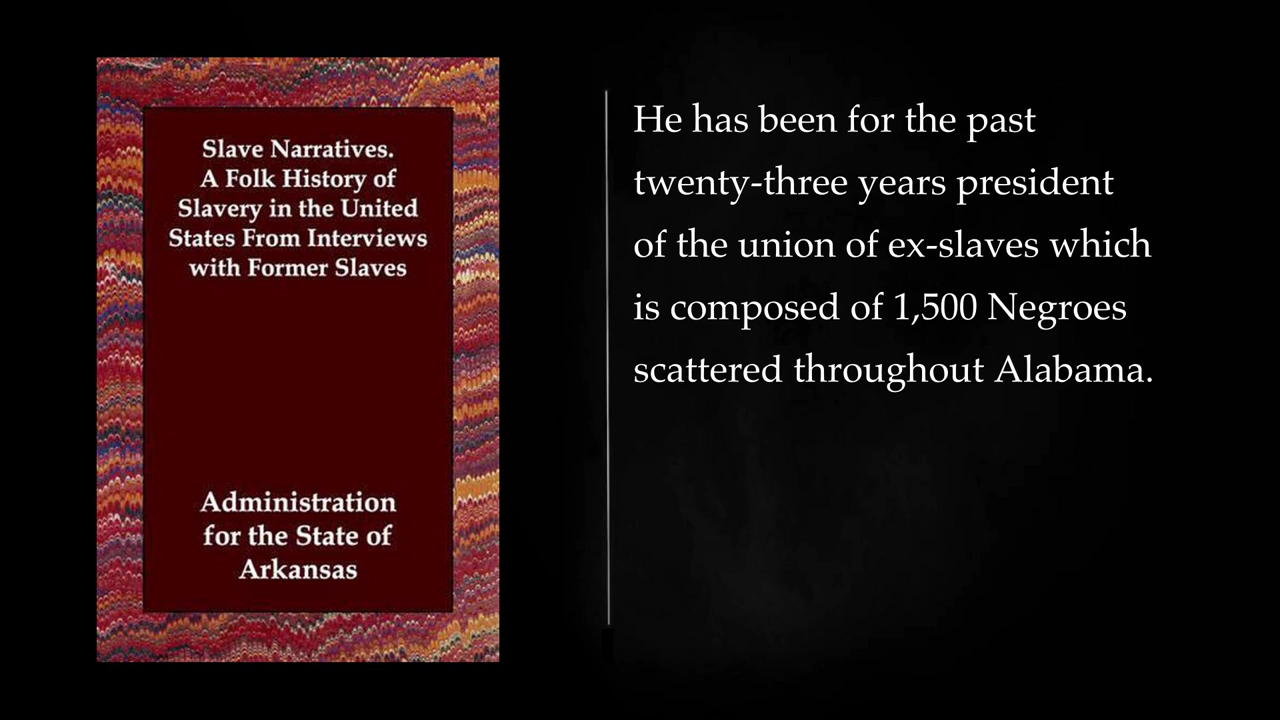 Slave Narratives.
A Folk History of
Slavery in the United
States From Interviews
with Former Slaves
Administration
for the State of
Arkansas
He has been for the past
twenty-three years president
of the union of ex-slaves which
is composed of 1,500 Negroes
scattered throughout Alabama.